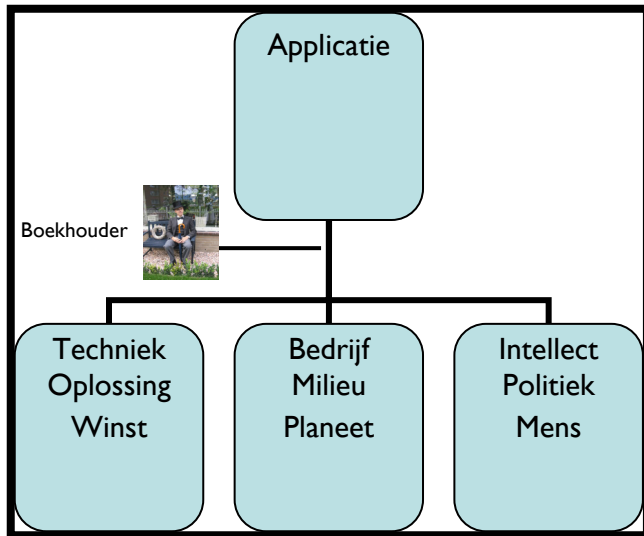 Applicatie
Boekhouder
Techniek
Oplossing
Winst
Bedrijf
Milieu
Planeet
Intellect
Politiek
Mens